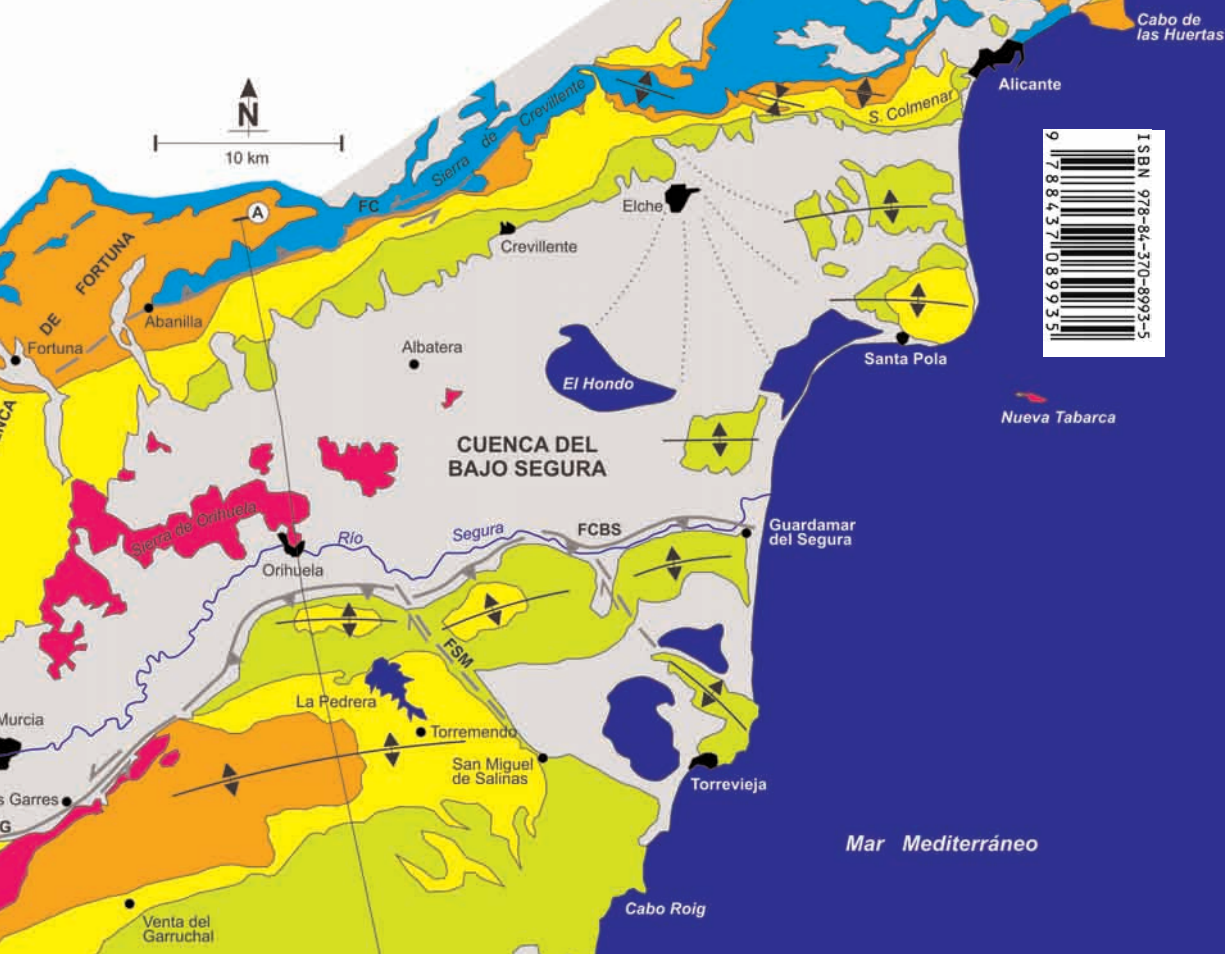 Cabo de
las Huertas
Alicante
S. Colmenar
Sierra de Crevillente
N
10 km
ISBN 978-84-370-8993-5
9 788437 089935
FC
A
Elche
Crevillente
FORTUNA
DE
Abanilla
Fortuna
Albatera
El Hondo
Santa Pola
Nueva Tabarca
CUENCA DEL
BAJO SEGURA
Sierra de Orihuela
Río Segura
FCBS
Guardamar
del Segura
Orihuela
FSM
La Pedrera
Murcia
Torremendo
San Miguel
de Salinas
Torrevieja
s Garres
G
Mar Mediterráneo
Cabo Roig
Venta del
Garruchal